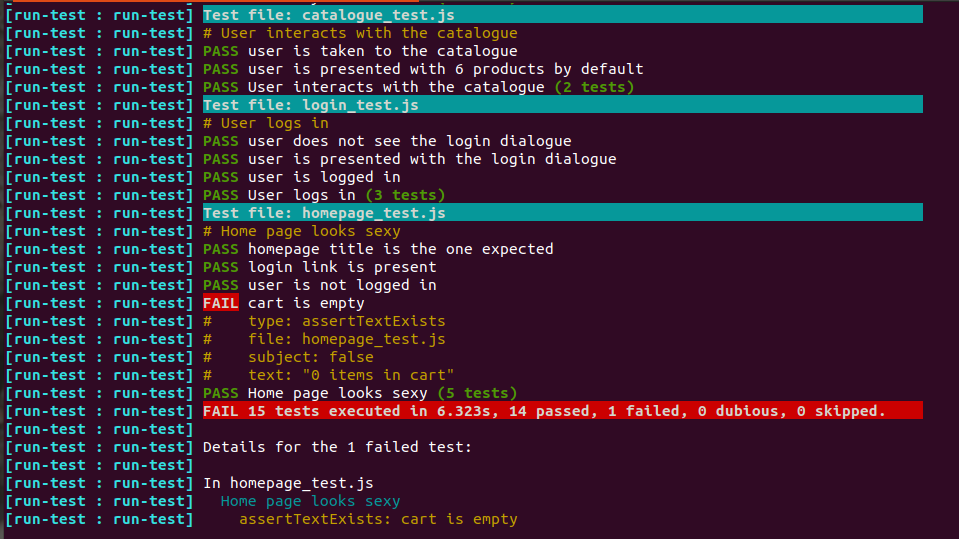 [run-test : run-test] Test file: catalogue_test.js
[run-test : run-test] # User interacts with the catalogue
[run-test : run-test] PASS user is taken to the catalogue
[run-test : run-test] PASS user is presented with 6 products by default
[run-test : run-test] PASS User interacts with the catalogue (2 tests)
[run-test : run-test] Test file: login_test.js
[run-test : run-test] # User logs in
[run-test : run-test] PASS user does not see the login dialogue
[run-test : run-test] PASS user is presented with the login dialogue
[run-test : run-test] PASS user is logged in
[run-test : run-test] PASS User logs in (3 tests)
[run-test : run-test] Test file: homepage_test.js
[run-test : run-test] # Home page looks sexy
[run-test : run-test] PASS homepage title is the one expected
[run-test : run-test] PASS login link is present
[run-test : run-test] PASS user is not logged in
[run-test : run-test] FAIL cart is empty
[run-test : run-test] #    type: assertTextExists
[run-test : run-test] #    file: homepage_test.js
[run-test : run-test] #    subject: false
[run-test : run-test] #    text: "0 items in cart"
[run-test : run-test] PASS Home page looks sexy (5 tests)
[run-test : run-test] FAIL 15 tests executed in 6.323s, 14 passed, 1 failed, 0 dubious, 0 skipped.
[run-test : run-test]
[run-test : run-test] Details for the 1 failed test:
[run-test : run-test]
[run-test : run-test] In homepage_test.js
[run-test : run-test]   Home page looks sexy
[run-test : run-test]     assertTextExists: cart is empty